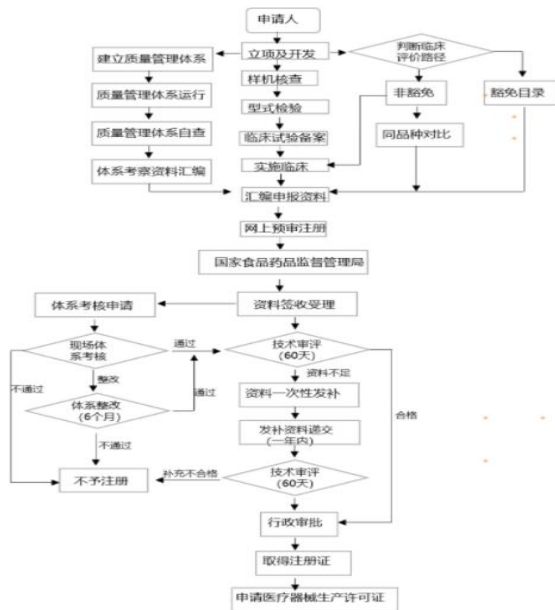 申请人
建立质量管理体系
立项及开发
判断临床
评价路径
质量管理体系运行
样机核查
非豁免
豁免目录
型式检验
质量管理体系自查
临床试验备案
同品种对比
体系考察资料汇编
实施临床
汇编申报资料
网上预审注册
国家食品药品监督管理局
体系考核申请
资料签收受理
现场体
系考核
通过
技术审评
(60天)
不通过
整改
通过
资料不足
资料一次性发补
体系整改
(6个月)
合格
发补资料递交
(一年内)
不通过
不予注册
补充不合格
技术审评
(60天)
行政审批
取得注册证
申请医疗器械生产许可证